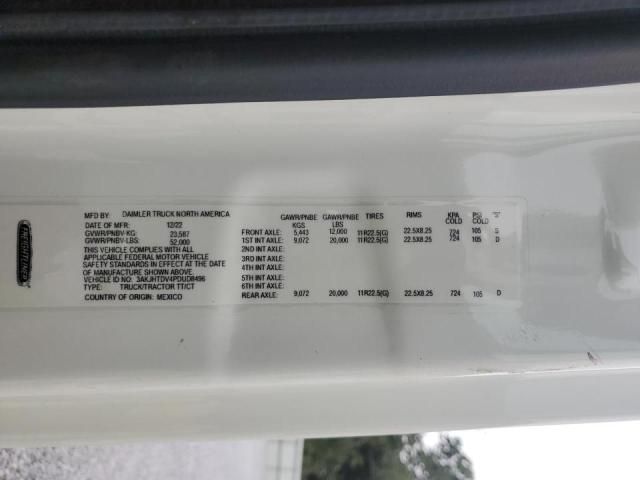 FREIGHTLINER
MFD BY: DAIMLER TRUCK NORTH AMERICA
DATE OF MFR: 12/22
GVWR/PNBV-KG: 23,587
GVWR/PNBV-LBS: 52,000
THIS VEHICLE COMPLIES WITH ALL
APPLICABLE FEDERAL MOTOR VEHICLE
SAFETY STANDARDS IN EFFECT AT DATE
OF MANUFACTURE SHOWN ABOVE.
VEHICLE ID NO: 3AKJHTDV4PDUD8496
TYPE: TRUCK/TRACTOR TT/CT
COUNTRY OF ORIGIN: MEXICO
GAWR/PNBE GAWR/PNBE TIRES RIMS KPA PSI
KGS LBS COLD COLD
FRONT AXLE: 5,443 12,000 11R22.5(G) 22.5X8.25 724 105 S
1ST INT AXLE: 9,072 20,000 11R22.5(G) 22.5X8.25 724 105 D
2ND INT AXLE:
3RD INT AXLE:
4TH INT AXLE:
5TH INT AXLE:
6TH INT AXLE:
REAR AXLE: 9,072 20,000 11R22.5(G) 22.5X8.25 724 105 D